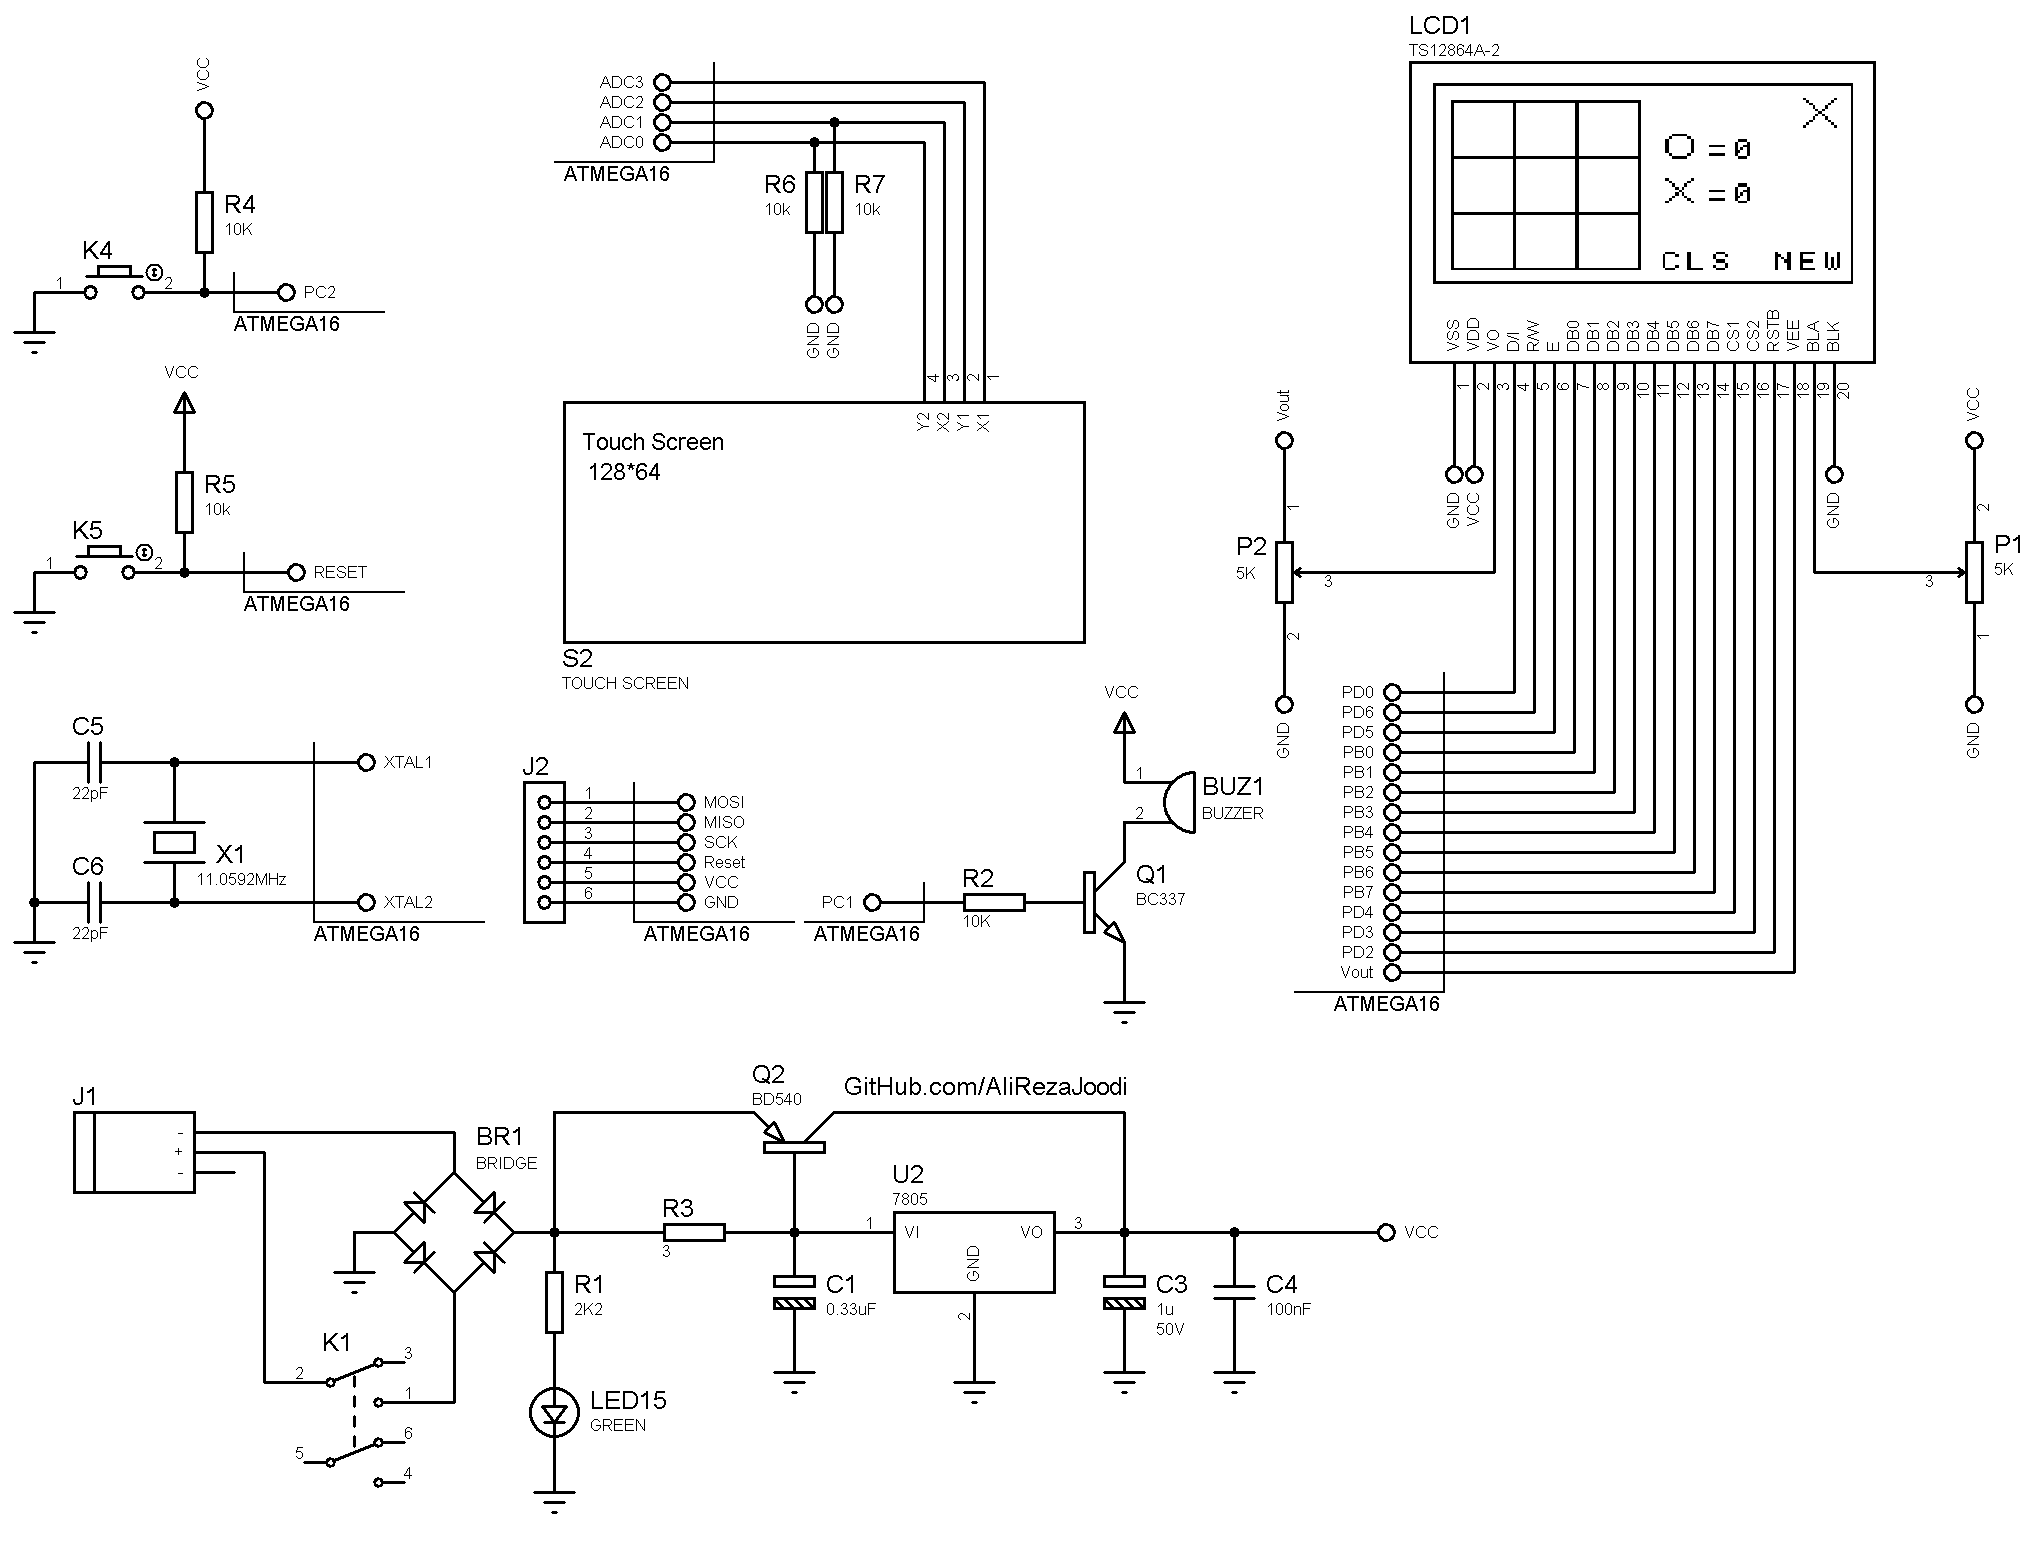 VCC
R4
10K
K4
1
2
PC2
ATMEGA16
VCC
R5
10k
K5
1
2
RESET
ATMEGA16
C5
22pF
XTAL1
X1
11.0592MHz
C6
22pF
XTAL2
ATMEGA16
ADC3
ADC2
ADC1
ADC0
ATMEGA16
R6
10k
R7
10k
GND
GND
4
3
2
1
Y2
X2
Y1
X1
Touch Screen
128*64
S2
TOUCH SCREEN
J2
1
2
3
4
5
6
MOSI
MISO
SCK
Reset
VCC
GND
ATMEGA16
PC1
ATMEGA16
R2
10K
Q1
BC337
VCC
1
2
BUZ1
BUZZER
LCD1
TS12864A-2
O =0
X =0
X
CLS NEW
VSS
VDD
VO
D/I
R/W
E
DB0
DB1
DB2
DB3
DB4
DB5
DB6
DB7
CS1
CS2
RSTB
VEE
BLA
BLK
1
2
3
4
5
6
7
8
9
10
11
12
13
14
15
16
17
18
19
20
GND
VCC
GND
Vout
1
P2
5K
3
2
GND
VCC
2
P1
5K
3
1
GND
PD0
PD6
PD5
PB0
PB1
PB2
PB3
PB4
PB5
PB6
PB7
PD4
PD3
PD2
Vout
ATMEGA16
J1
-
+
-
BR1
BRIDGE
K1
2
3
1
5
6
4
R1
2K2
LED15
GREEN
R3
3
Q2
BD540
GitHub.com/AliRezaJoodi
C1
0.33uF
U2
7805
1
VI
VO
3
GND
2
C3
1u
50V
C4
100nF
VCC